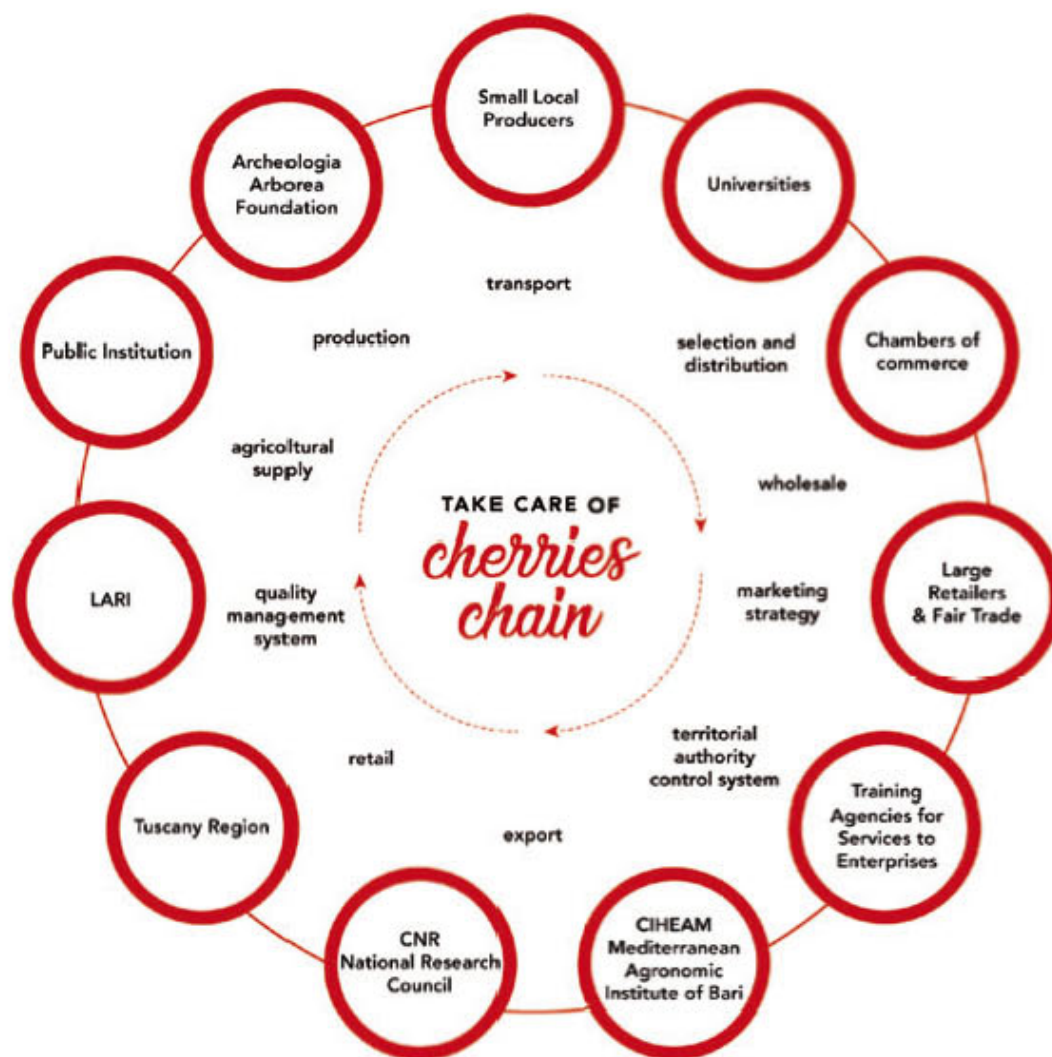 Small Local
Producers
Archeologia
Arborea
Foundation
Universities
Public Institution
Chambers of
commerce
transport
production
selection and
distribution
agricoltural
supply
wholesale
TAKE CARE OF
cherries
chain
LARI
quality
management
system
marketing
strategy
Large
Retailers
& Fair Trade
retail
territorial
authority
control system
Tuscany Region
Training
Agencies for
Services to
Enterprises
export
CNR
National Research
Council
CIHEAM
Mediterranean
Agronomic
Institute of Bari